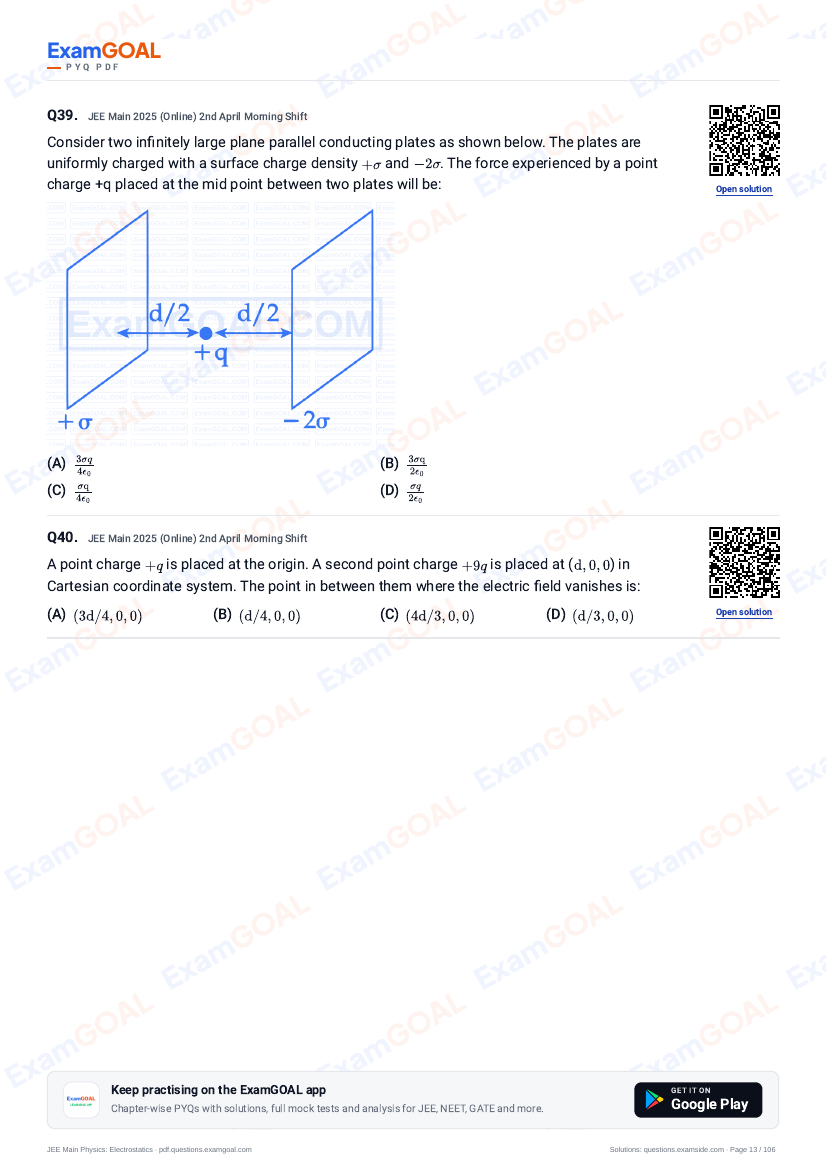 ExamGOAL
PYQ PDF
Q39. JEE Main 2025 (Online) 2nd April Morning Shift
Consider two infinitely large plane parallel conducting plates as shown below. The plates are
uniformly charged with a surface charge density +σ and −2σ. The force experienced by a point
charge +q placed at the mid point between two plates will be:
Open solution
ExamGOAL.COM
d/2 d/2
+q
+σ −2σ
(A) 3σq/4ϵ₀ (B) 3σq/2ϵ₀
(C) σq/4ϵ₀ (D) σq/2ϵ₀
Q40. JEE Main 2025 (Online) 2nd April Morning Shift
A point charge +q is placed at the origin. A second point charge +9q is placed at (d, 0, 0) in
Cartesian coordinate system. The point in between them where the electric field vanishes is:
(A) (3d/4, 0, 0) (B) (d/4, 0, 0) (C) (4d/3, 0, 0) (D) (d/3, 0, 0)
Open solution
ExamGOAL
Keep practising on the ExamGOAL app
Chapter-wise PYQs with solutions, full mock tests and analysis for JEE, NEET, GATE and more.
GET IT ON
Google Play
JEE Main Physics: Electrostatics · pdf.questions.examgoal.com
Solutions: questions.examside.com · Page 13 / 106